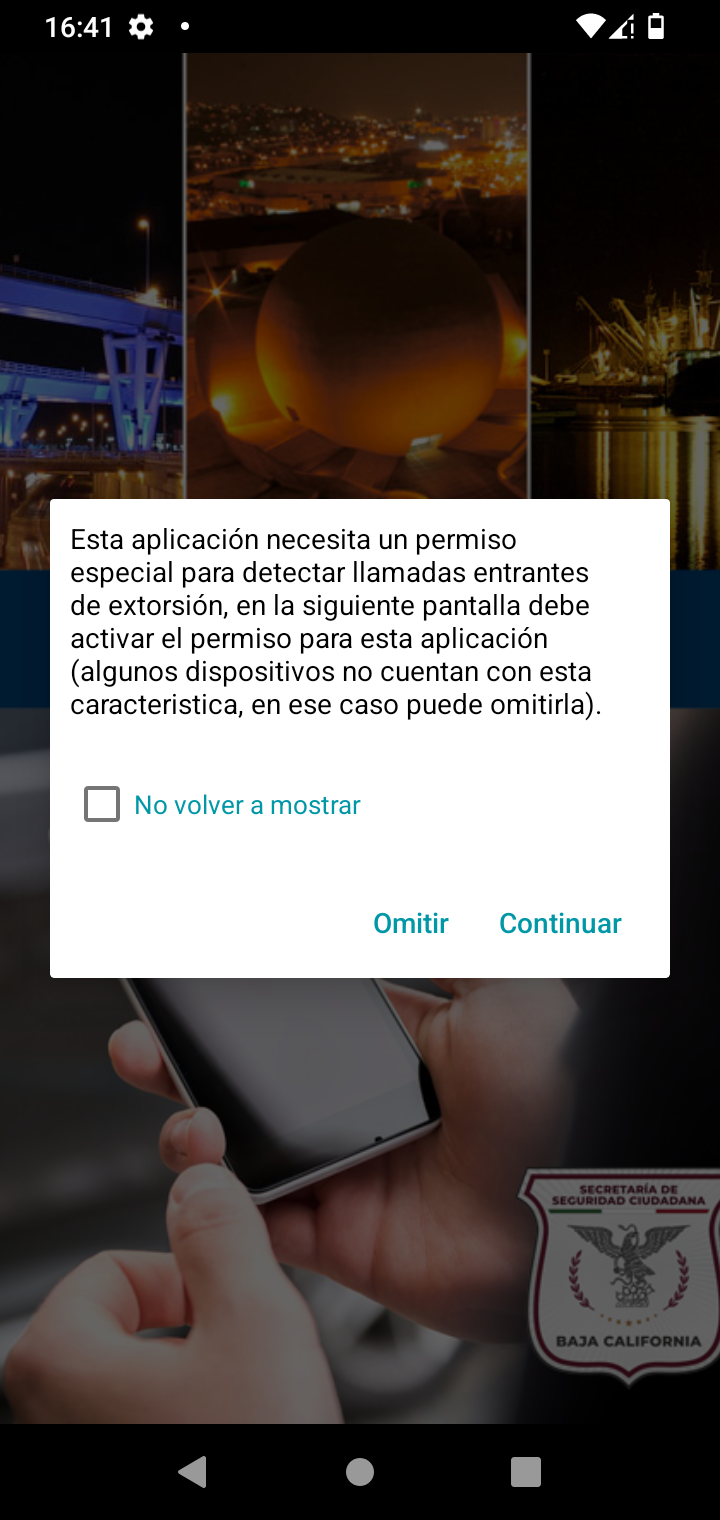 16:41
Esta aplicación necesita un permiso
especial para detectar llamadas entrantes
de extorsión, en la siguiente pantalla debe
activar el permiso para esta aplicación
(algunos dispositivos no cuentan con esta
caracteristica, en ese caso puede omitirla).
No volver a mostrar
Omitir Continuar
SECRETARÍA DE
SEGURIDAD CIUDADANA
BAJA CALIFORNIA